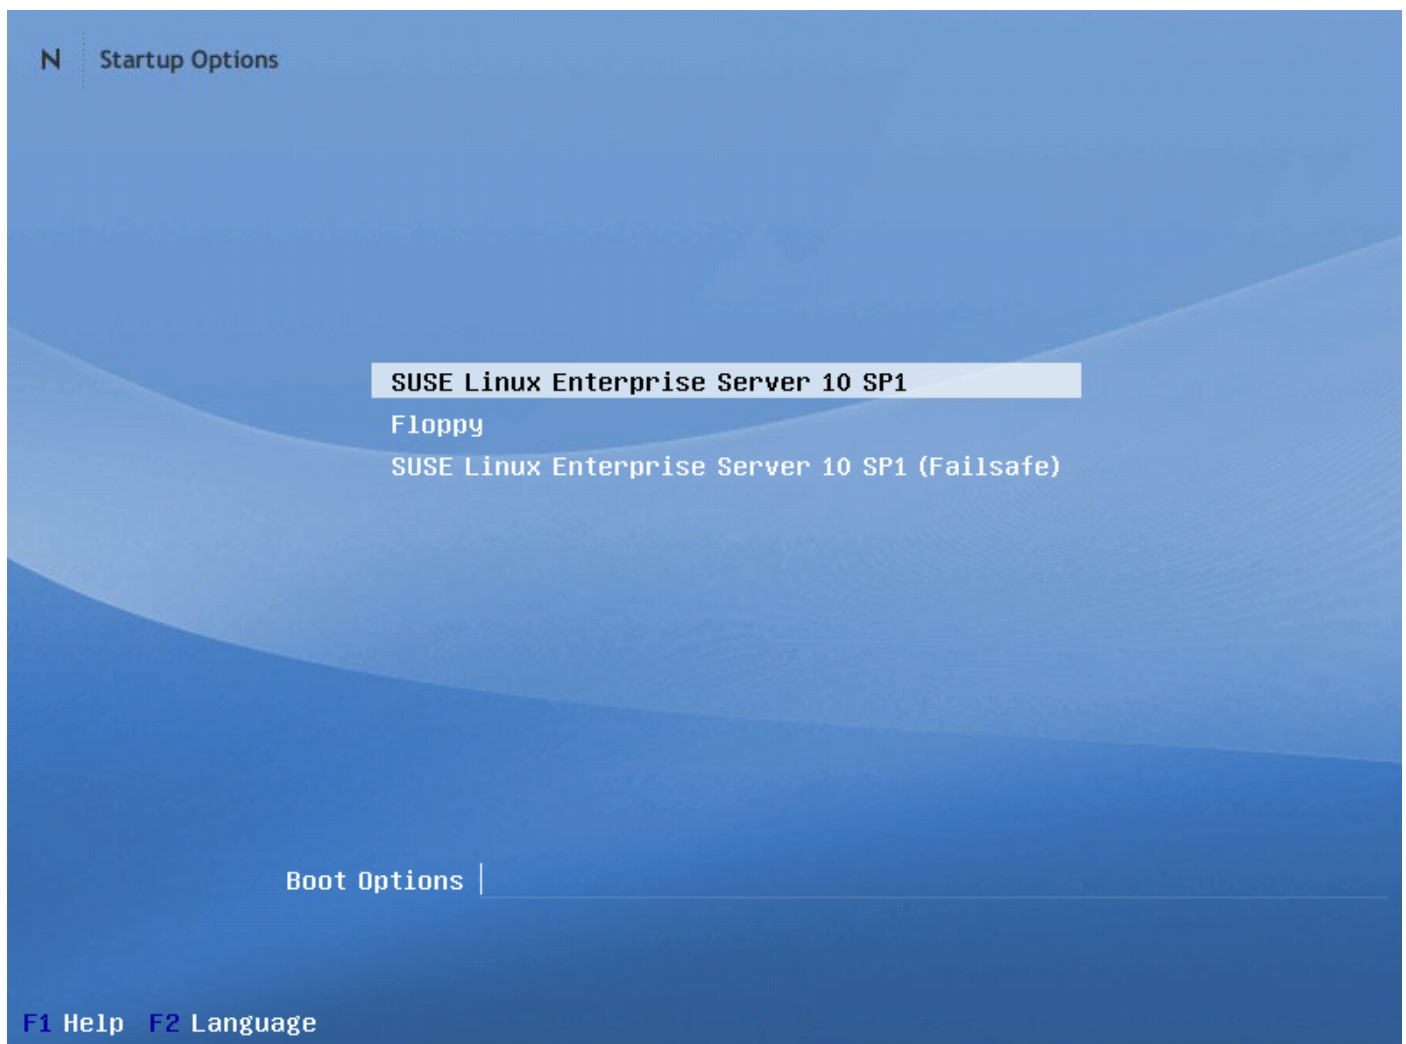 N Startup Options
SUSE Linux Enterprise Server 10 SP1
Floppy
SUSE Linux Enterprise Server 10 SP1 (Failsafe)
Boot Options
F1 Help F2 Language